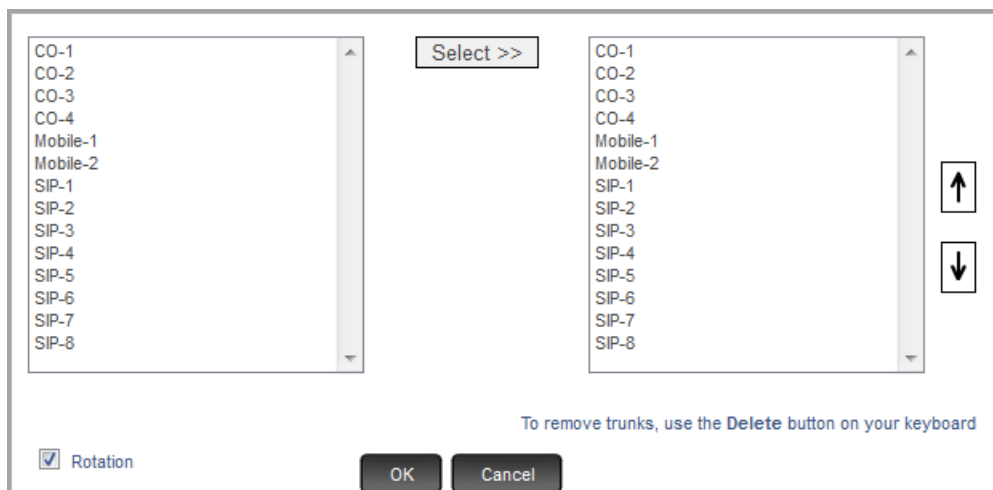 CO-1
CO-2
CO-3
CO-4
Mobile-1
Mobile-2
SIP-1
SIP-2
SIP-3
SIP-4
SIP-5
SIP-6
SIP-7
SIP-8
Select >>
CO-1
CO-2
CO-3
CO-4
Mobile-1
Mobile-2
SIP-1
SIP-2
SIP-3
SIP-4
SIP-5
SIP-6
SIP-7
SIP-8
To remove trunks, use the Delete button on your keyboard
Rotation
OK
Cancel